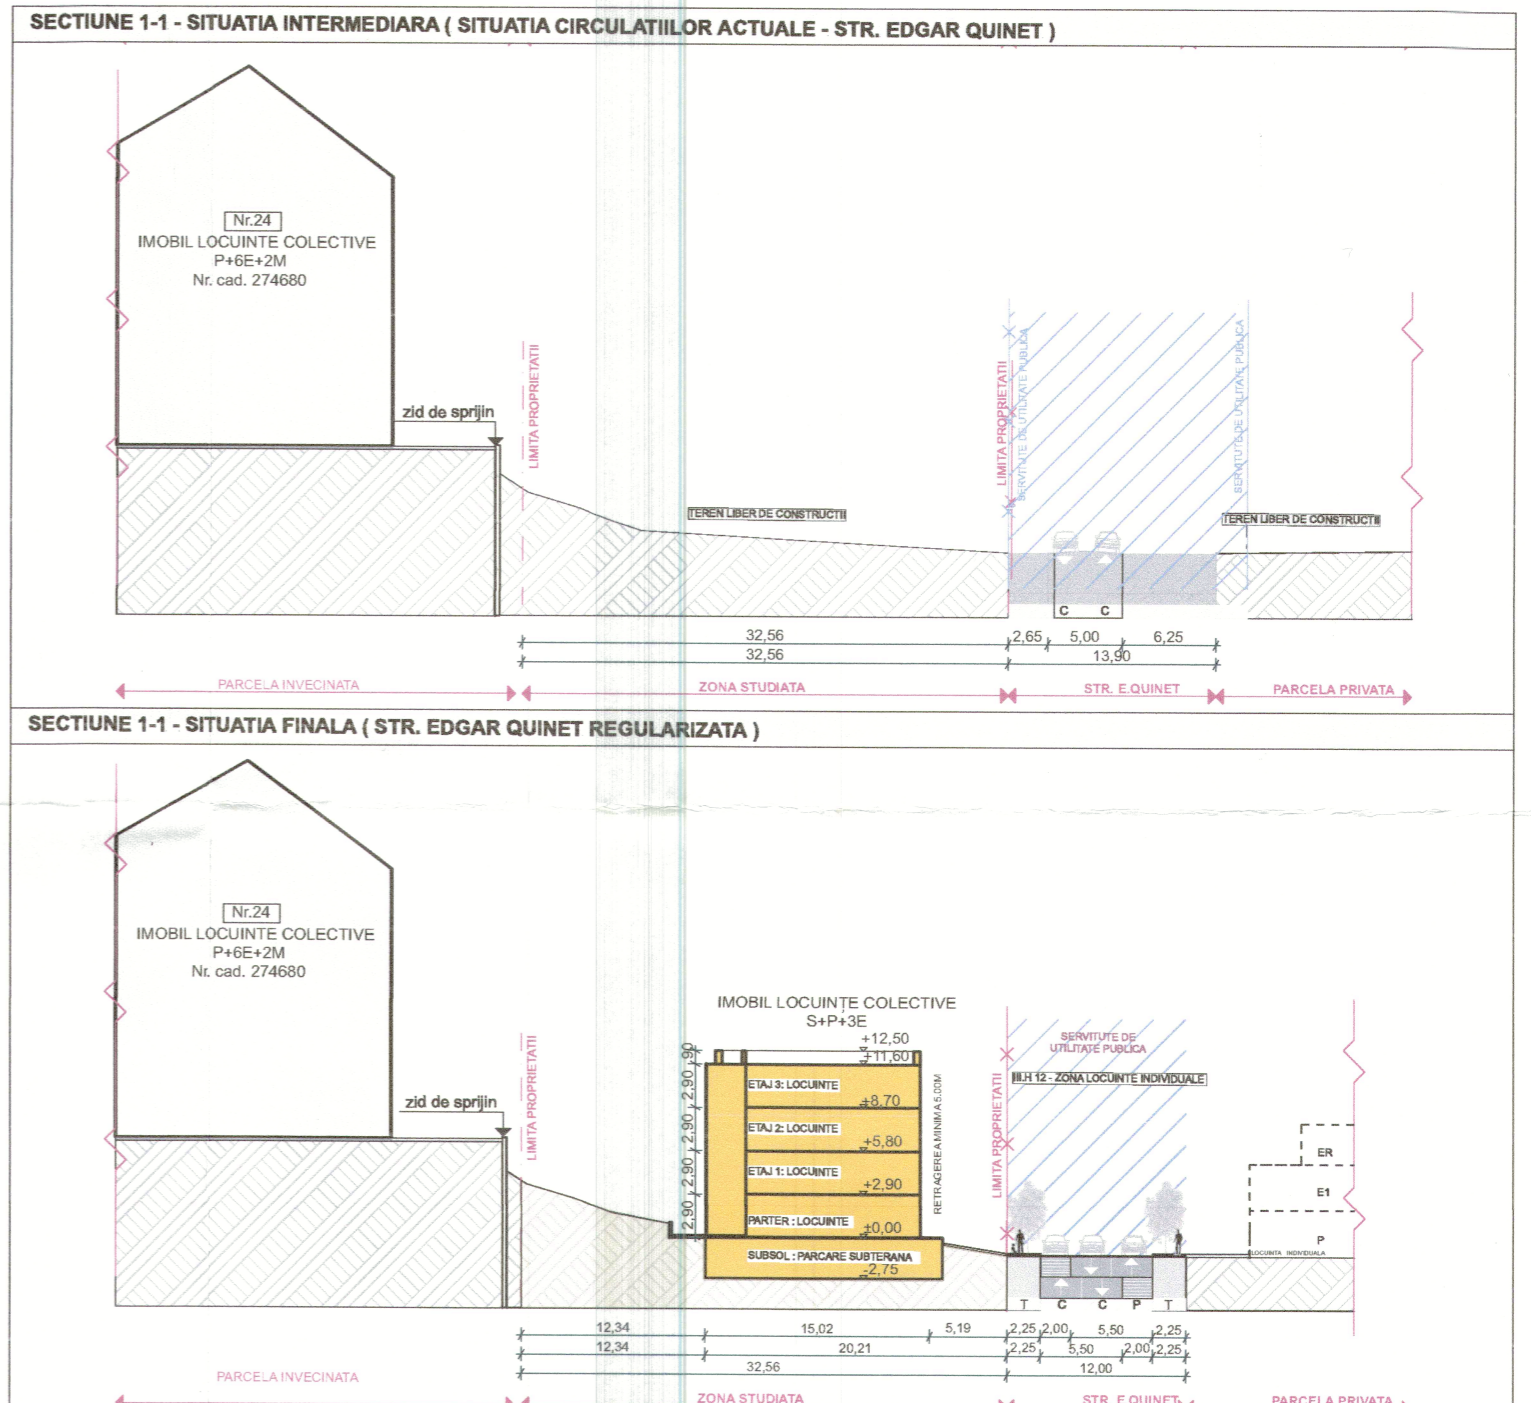 SECTIUNE 1-1 - SITUATIA INTERMEDIARA ( SITUATIA CIRCULATIILOR ACTUALE - STR. EDGAR QUINET )
Nr.24
IMOBIL LOCUINTE COLECTIVE
P+6E+2M
Nr. cad. 274680
zid de sprijin
LIMITA PROPRIETATII
TEREN LIBER DE CONSTRUCTII
LIMITA PROPRIETATII
SERVITUTE DE UTILITATE PUBLICA
SERVITUTE DE UTILITATE PUBLICA
TEREN LIBER DE CONSTRUCTII
C C
32,56 2,65 5,00 6,25
32,56 13,90
PARCELA INVECINATA ZONA STUDIATA STR. E.QUINET PARCELA PRIVATA
SECTIUNE 1-1 - SITUATIA FINALA ( STR. EDGAR QUINET REGULARIZATA )
Nr.24
IMOBIL LOCUINTE COLECTIVE
P+6E+2M
Nr. cad. 274680
zid de sprijin
LIMITA PROPRIETATII
IMOBIL LOCUINȚE COLECTIVE
S+P+3E
+12,50
+11,60
ETAJ 3: LOCUINTE
+8,70
ETAJ 2: LOCUINTE
+5,80
ETAJ 1: LOCUINTE
+2,90
PARTER : LOCUINTE
±0,00
SUBSOL : PARCARE SUBTERANA
-2,75
2,90 2,90 2,90 2,90 90
RETRAGEREA MINIMA 5.00M
LIMITA PROPRIETATII
SERVITUTE DE
UTILITATE PUBLICA
III.H 12 - ZONA LOCUINTE INDIVIDUALE
ER
E1
P
LOCUINTA INDIVIDUALA
T C C P T
12,34 15,02 5,19 2,25 2,00 5,50 2,25
12,34 20,21 2,25 5,50 2,00 2,25
32,56 12,00
PARCELA INVECINATA ZONA STUDIATA STR. E.QUINET PARCELA PRIVATA